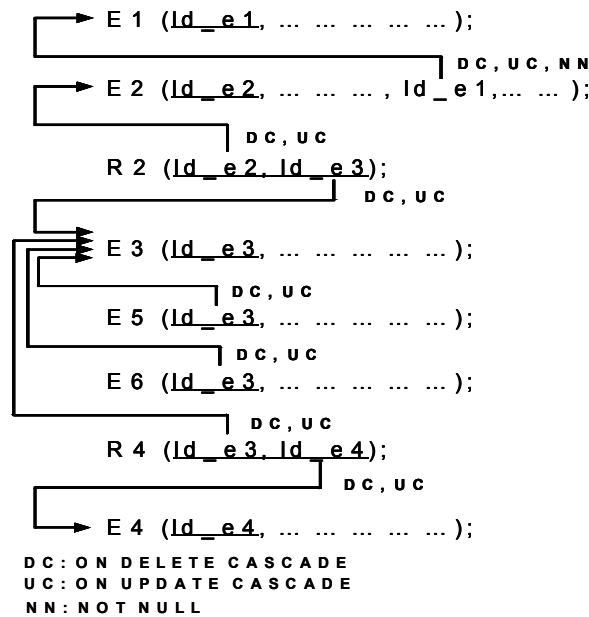 E1 (Id_e1, ... ... ... ... ...);
DC, UC, NN
E2 (Id_e2, ... ... ... , Id_e1,... ...);
DC, UC
R2 (Id_e2, Id_e3);
DC, UC
E3 (Id_e3, ... ... ... ... ...);
DC, UC
E5 (Id_e3, ... ... ... ... ...);
DC, UC
E6 (Id_e3, ... ... ... ... ...);
DC, UC
R4 (Id_e3, Id_e4);
DC, UC
E4 (Id_e4, ... ... ... ... ...);
DC: ON DELETE CASCADE
UC: ON UPDATE CASCADE
NN: NOT NULL